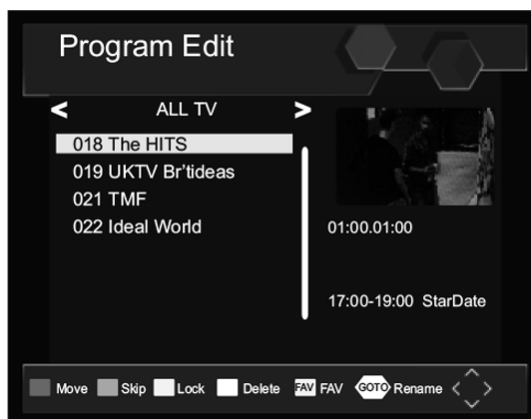 Program Edit
< ALL TV >
018 The HITS
019 UKTV Br'tideas
021 TMF
022 Ideal World
01:00.01:00
17:00-19:00 StarDate
Move Skip Lock Delete FAV FAV GOTO Rename